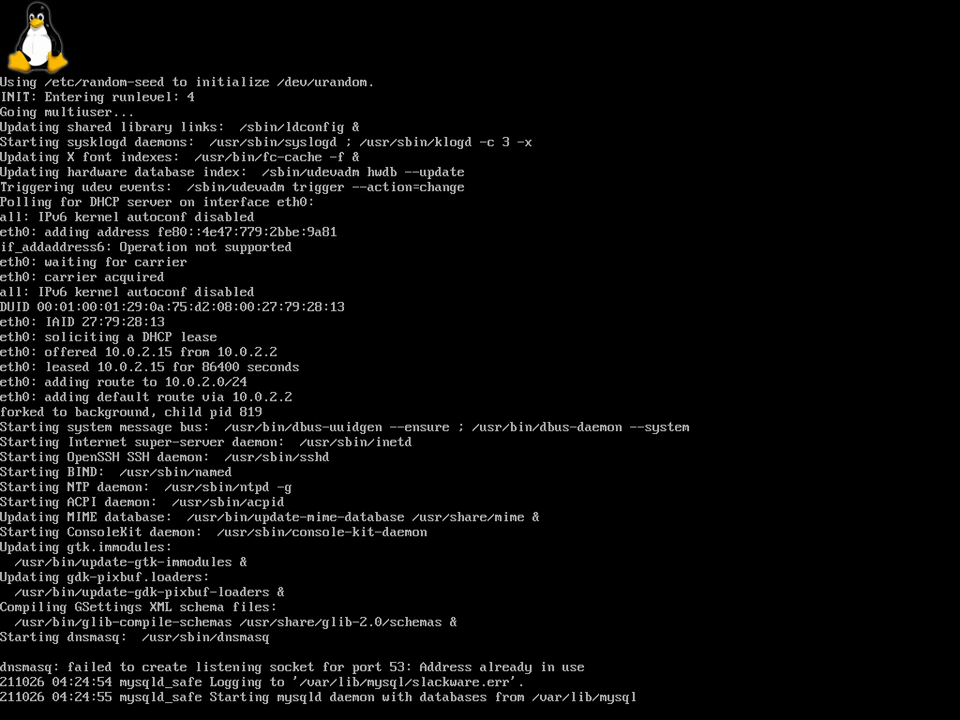 Using /etc/random-seed to initialize /dev/urandom.
INIT: Entering runlevel: 4
Going multiuser...
Updating shared library links:  /sbin/ldconfig &
Starting sysklogd daemons:  /usr/sbin/syslogd ; /usr/sbin/klogd -c 3 -x
Updating X font indexes:  /usr/bin/fc-cache -f &
Updating hardware database index:  /sbin/udevadm hwdb --update
Triggering udev events:  /sbin/udevadm trigger --action=change
Polling for DHCP server on interface eth0:
all: IPv6 kernel autoconf disabled
eth0: adding address fe80::4e47:779:2bbe:9a81
if_addaddress6: Operation not supported
eth0: waiting for carrier
eth0: carrier acquired
all: IPv6 kernel autoconf disabled
DUID 00:01:00:01:29:0a:75:d2:08:00:27:79:28:13
eth0: IAID 27:79:28:13
eth0: soliciting a DHCP lease
eth0: offered 10.0.2.15 from 10.0.2.2
eth0: leased 10.0.2.15 for 86400 seconds
eth0: adding route to 10.0.2.0/24
eth0: adding default route via 10.0.2.2
forked to background, child pid 819
Starting system message bus:  /usr/bin/dbus-uuidgen --ensure ; /usr/bin/dbus-daemon --system
Starting Internet super-server daemon:  /usr/sbin/inetd
Starting OpenSSH SSH daemon:  /usr/sbin/sshd
Starting BIND:  /usr/sbin/named
Starting NTP daemon:  /usr/sbin/ntpd -g
Starting ACPI daemon:  /usr/sbin/acpid
Updating MIME database:  /usr/bin/update-mime-database /usr/share/mime &
Starting ConsoleKit daemon:  /usr/sbin/console-kit-daemon
Updating gtk.immodules:
  /usr/bin/update-gtk-immodules &
Updating gdk-pixbuf.loaders:
  /usr/bin/update-gdk-pixbuf-loaders &
Compiling GSettings XML schema files:
  /usr/bin/glib-compile-schemas /usr/share/glib-2.0/schemas &
Starting dnsmasq:  /usr/sbin/dnsmasq
dnsmasq: failed to create listening socket for port 53: Address already in use
211026 04:24:54 mysqld_safe Logging to '/var/lib/mysql/slackware.err'.
211026 04:24:55 mysqld_safe Starting mysqld daemon with databases from /var/lib/mysql